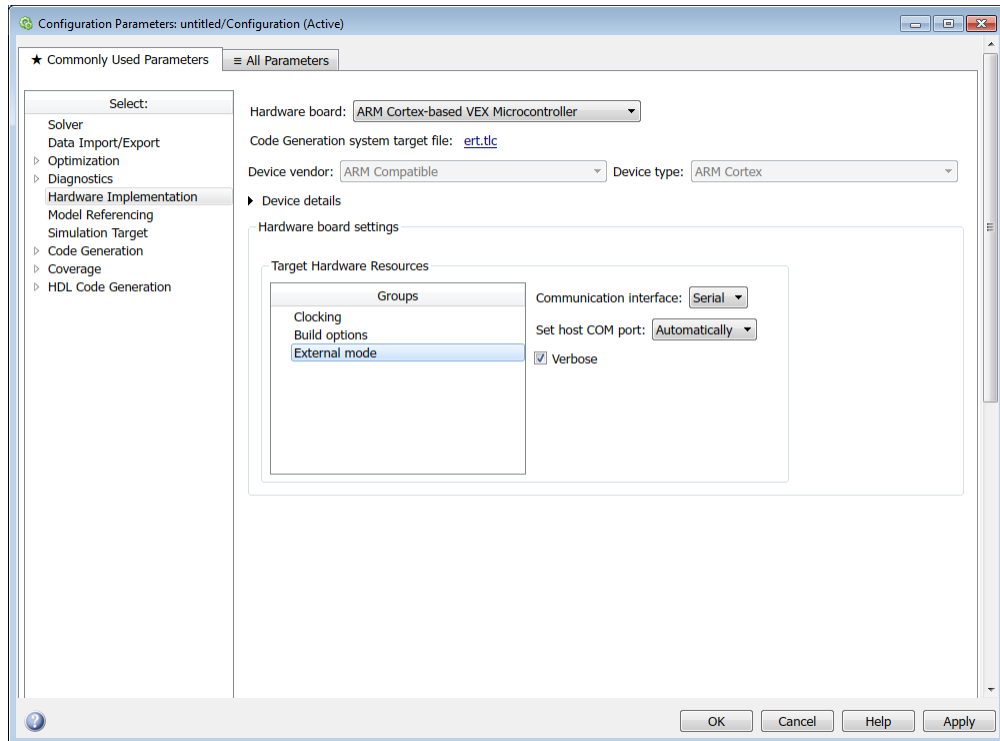 Configuration Parameters: untitled/Configuration (Active)
★ Commonly Used Parameters
≡ All Parameters
Select:
Solver
Data Import/Export
Optimization
Diagnostics
Hardware Implementation
Model Referencing
Simulation Target
Code Generation
Coverage
HDL Code Generation
Hardware board: ARM Cortex-based VEX Microcontroller
Code Generation system target file: ert.tlc
Device vendor: ARM Compatible Device type: ARM Cortex
Device details
Hardware board settings
Target Hardware Resources
Groups
Clocking
Build options
External mode
Communication interface: Serial
Set host COM port: Automatically
Verbose
OK Cancel Help Apply